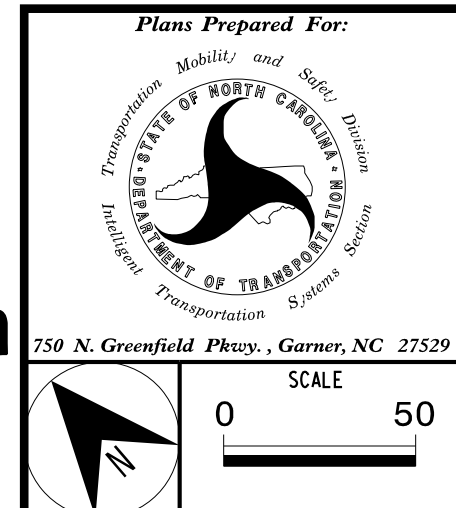 Plans Prepared For:
Transportation Mobility and Safety Division
STATE OF NORTH CAROLINA
DEPARTMENT OF TRANSPORTATION
Intelligent Transportation Systems Section
750 N. Greenfield Pkwy., Garner, NC 27529
SCALE
0 50
N